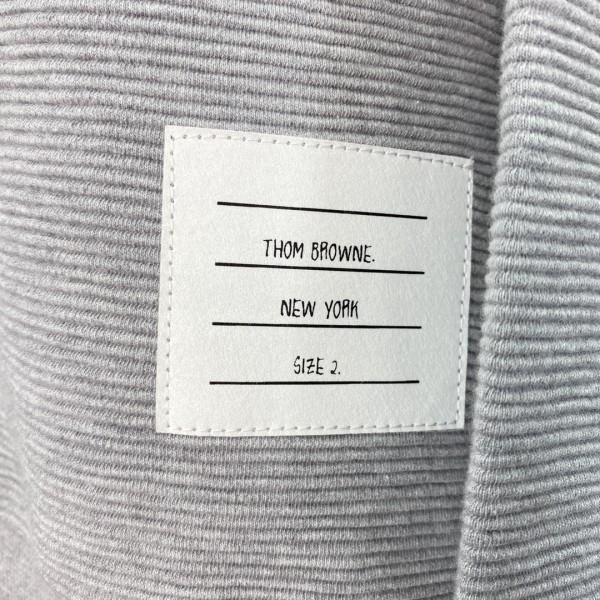 THOM BROWNE.
NEW YORK
SIZE 2.